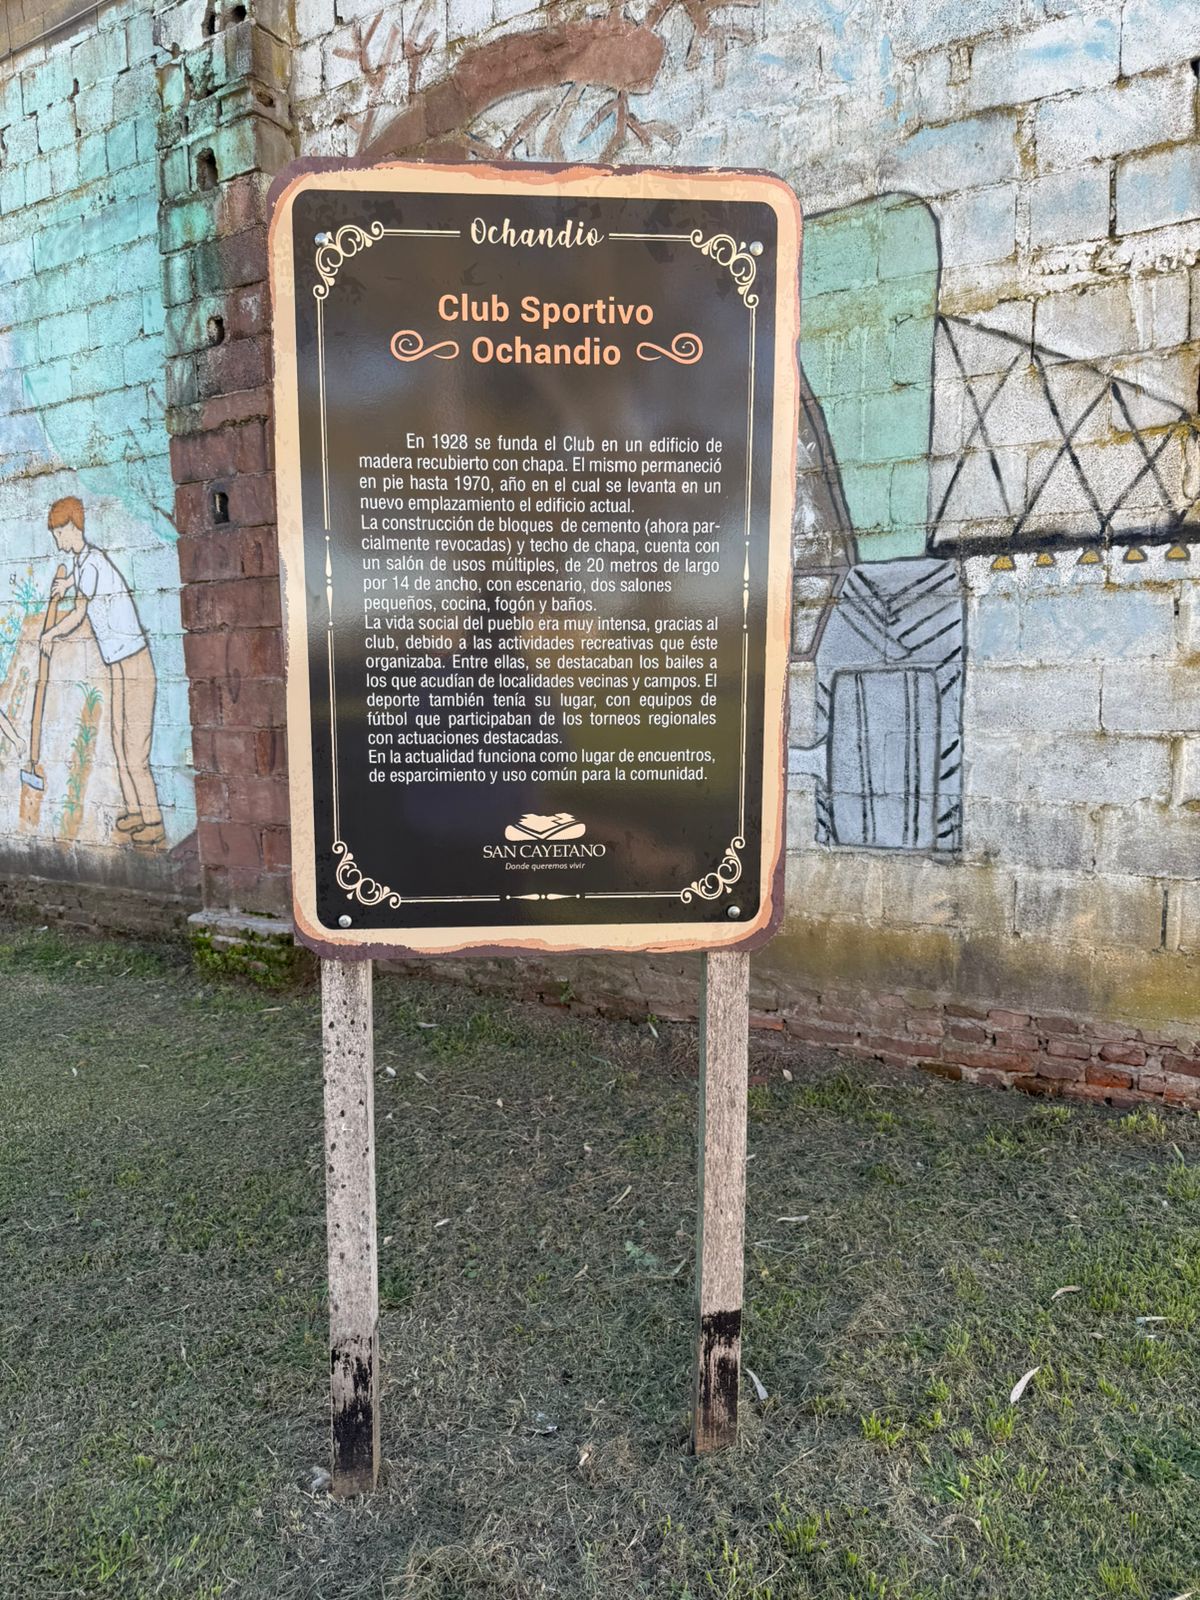 Ochandio
Club Sportivo
Ochandio
En 1928 se funda el Club en un edificio de
madera recubierto con chapa. El mismo permaneció
en pie hasta 1970, año en el cual se levanta en un
nuevo emplazamiento el edificio actual.
La construcción de bloques de cemento (ahora par-
cialmente revocadas) y techo de chapa, cuenta con
un salón de usos múltiples, de 20 metros de largo
por 14 de ancho, con escenario, dos salones
pequeños, cocina, fogón y baños.
La vida social del pueblo era muy intensa, gracias al
club, debido a las actividades recreativas que éste
organizaba. Entre ellas, se destacaban los bailes a
los que acudían de localidades vecinas y campos. El
deporte también tenía su lugar, con equipos de
fútbol que participaban de los torneos regionales
con actuaciones destacadas.
En la actualidad funciona como lugar de encuentros,
de esparcimiento y uso común para la comunidad.
SAN CAYETANO
Donde queremos vivir